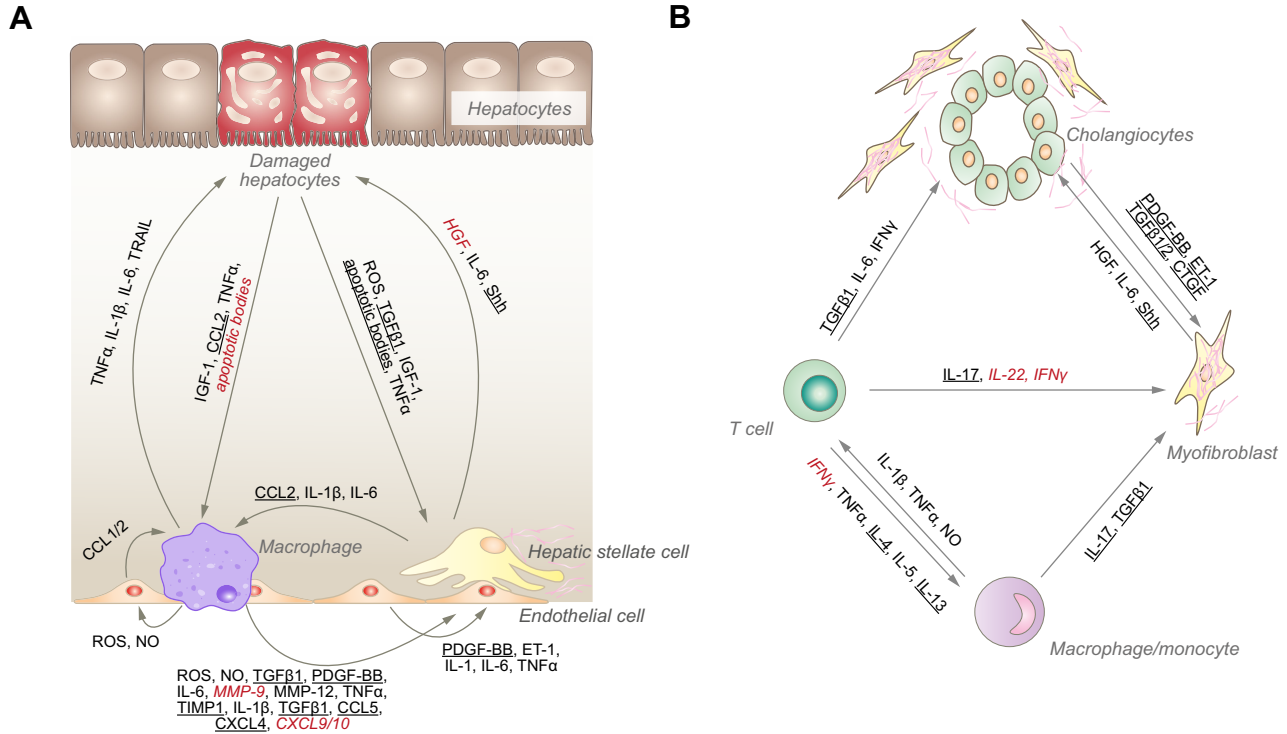 A
Hepatocytes
Damaged
hepatocytes
TNFα, IL-1β, IL-6, TRAIL
IGF-1, CCL2, TNFα,
apoptotic bodies
ROS, TGFβ1, IGF-1,
apoptotic bodies, TNFα
HGF, IL-6, Shh
CCL2, IL-1β, IL-6
CCL1/2
Macrophage
Hepatic stellate cell
Endothelial cell
ROS, NO
PDGF-BB, ET-1,
IL-1, IL-6, TNFα
ROS, NO, TGFβ1, PDGF-BB,
IL-6, MMP-9, MMP-12, TNFα,
TIMP1, IL-1β, TGFβ1, CCL5,
CXCL4, CXCL9/10
B
Cholangiocytes
TGFβ1, IL-6, IFNγ
PDGF-BB, ET-1
TGFβ1/2, CTGF
HGF, IL-6, Shh
IL-17, IL-22, IFNγ
T cell
Myofibroblast
IL-1β, TNFα, NO
IFNγ, TNFα, IL-4, IL-5, IL-13
IL-17, TGFβ1
Macrophage/monocyte